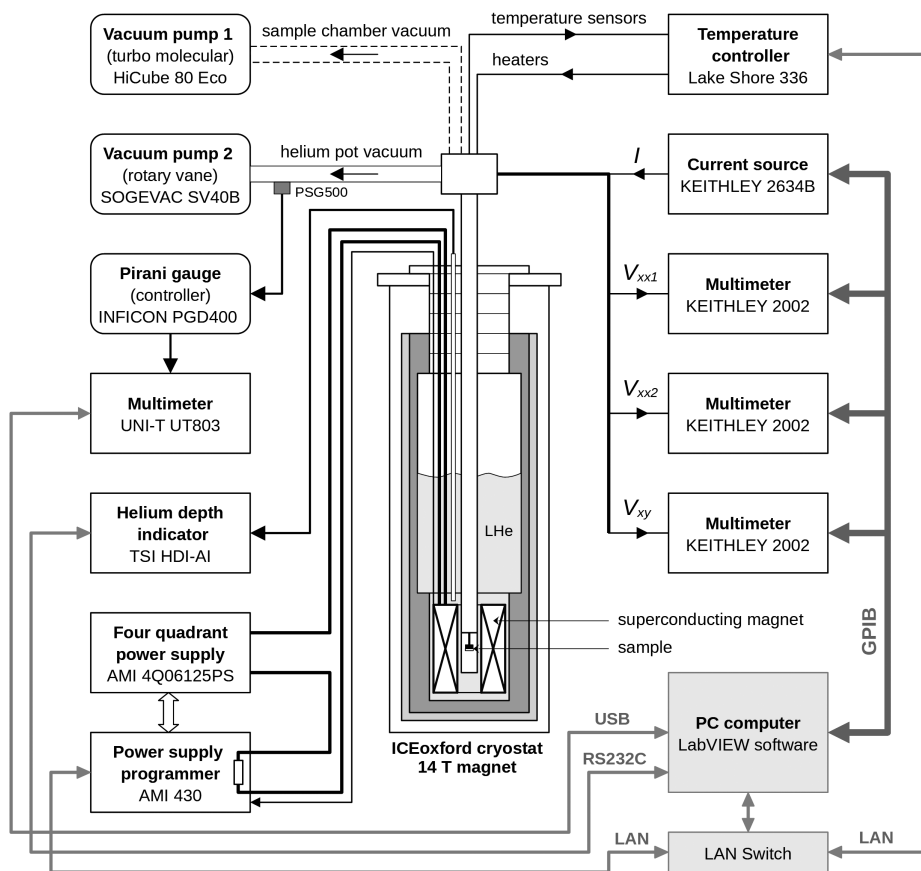 Vacuum pump 1
(turbo molecular)
HiCube 80 Eco
sample chamber vacuum
temperature sensors
heaters
Temperature
controller
Lake Shore 336
Vacuum pump 2
(rotary vane)
SOGEVAC SV40B
helium pot vacuum
PSG500
I
Current source
KEITHLEY 2634B
Pirani gauge
(controller)
INFICON PGD400
Vxx1
Multimeter
KEITHLEY 2002
Multimeter
UNI-T UT803
Vxx2
Multimeter
KEITHLEY 2002
Helium depth
indicator
TSI HDI-AI
LHe
Vxy
Multimeter
KEITHLEY 2002
Four quadrant
power supply
AMI 4Q06125PS
superconducting magnet
sample
GPIB
Power supply
programmer
AMI 430
ICEoxford cryostat
14 T magnet
USB
RS232C
PC computer
LabVIEW software
LAN
LAN Switch
LAN